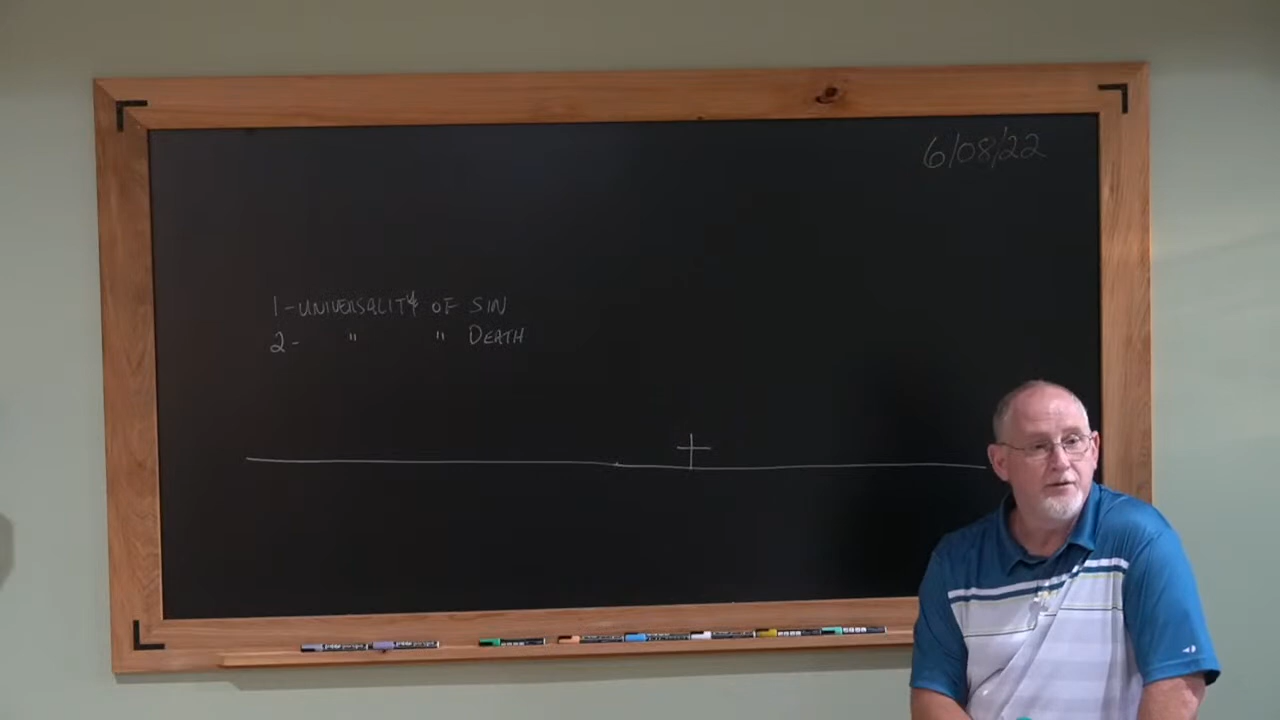 6/08/22
1-UNIVERSALITY OF SIN
2- " " DEATH